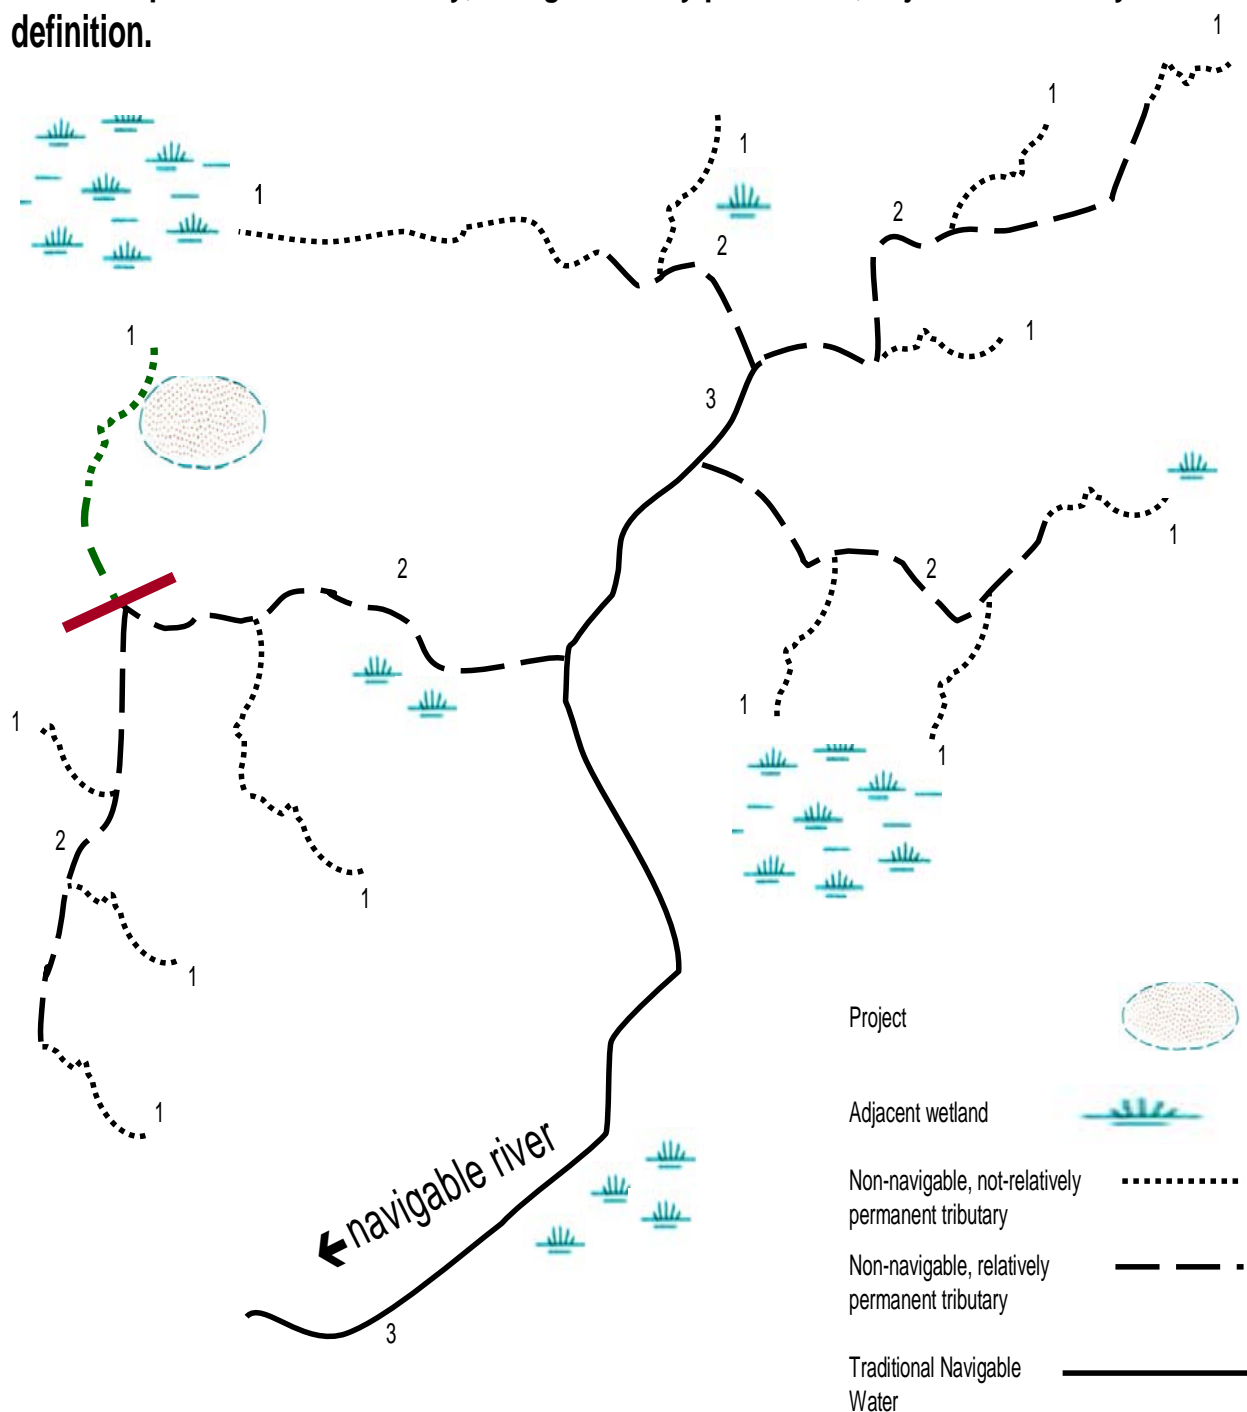 definition.
1
1
1
1
2
2
1
1
3
2
2
1
1
1
2
1
1
1
1
Project
Adjacent wetland
1
Non-navigable, not-relatively
permanent tributary
navigable river
Non-navigable, relatively
permanent tributary
3
Traditional Navigable
Water